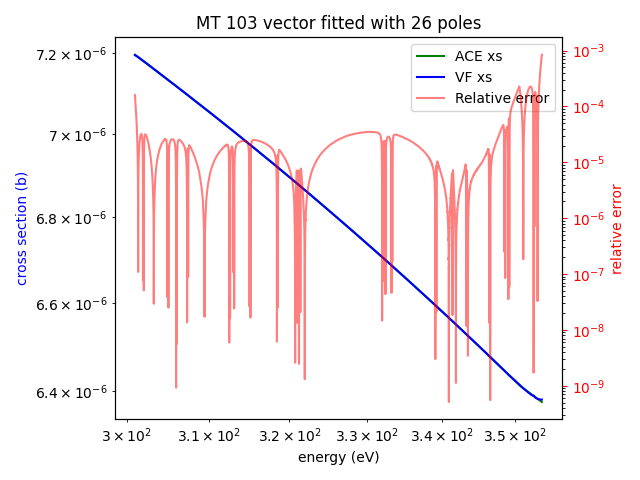 MT 103 vector fitted with 26 poles
ACE xs
VF xs
Relative error
7.2 × 10⁻⁶
7 × 10⁻⁶
6.8 × 10⁻⁶
6.6 × 10⁻⁶
6.4 × 10⁻⁶
cross section (b)
10⁻³
10⁻⁴
10⁻⁵
10⁻⁶
10⁻⁷
10⁻⁸
10⁻⁹
relative error
3 × 10² 3.1 × 10² 3.2 × 10² 3.3 × 10² 3.4 × 10² 3.5 × 10²
energy (eV)